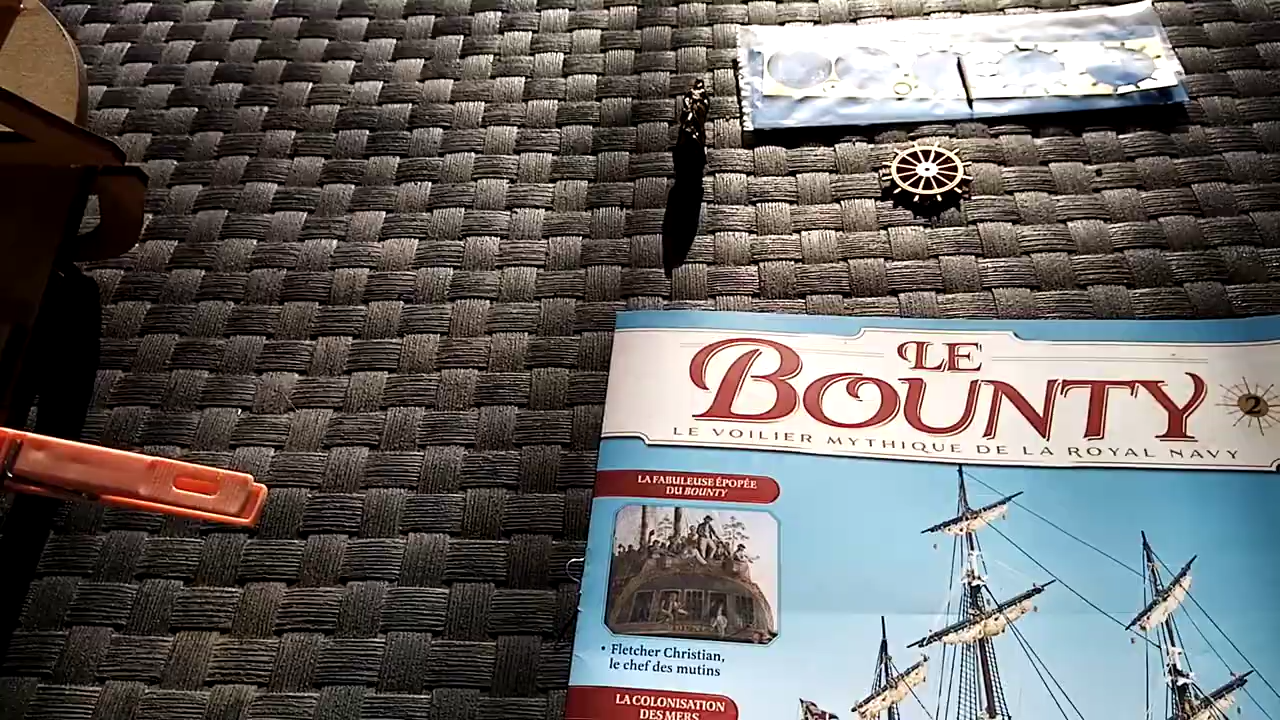 LE
BOUNTY
2
LE VOILIER MYTHIQUE DE LA ROYAL NAVY
LA FABULEUSE ÉPOPÉE
DU BOUNTY
• Fletcher Christian,
le chef des mutins
LA COLONISATION
DES MERS